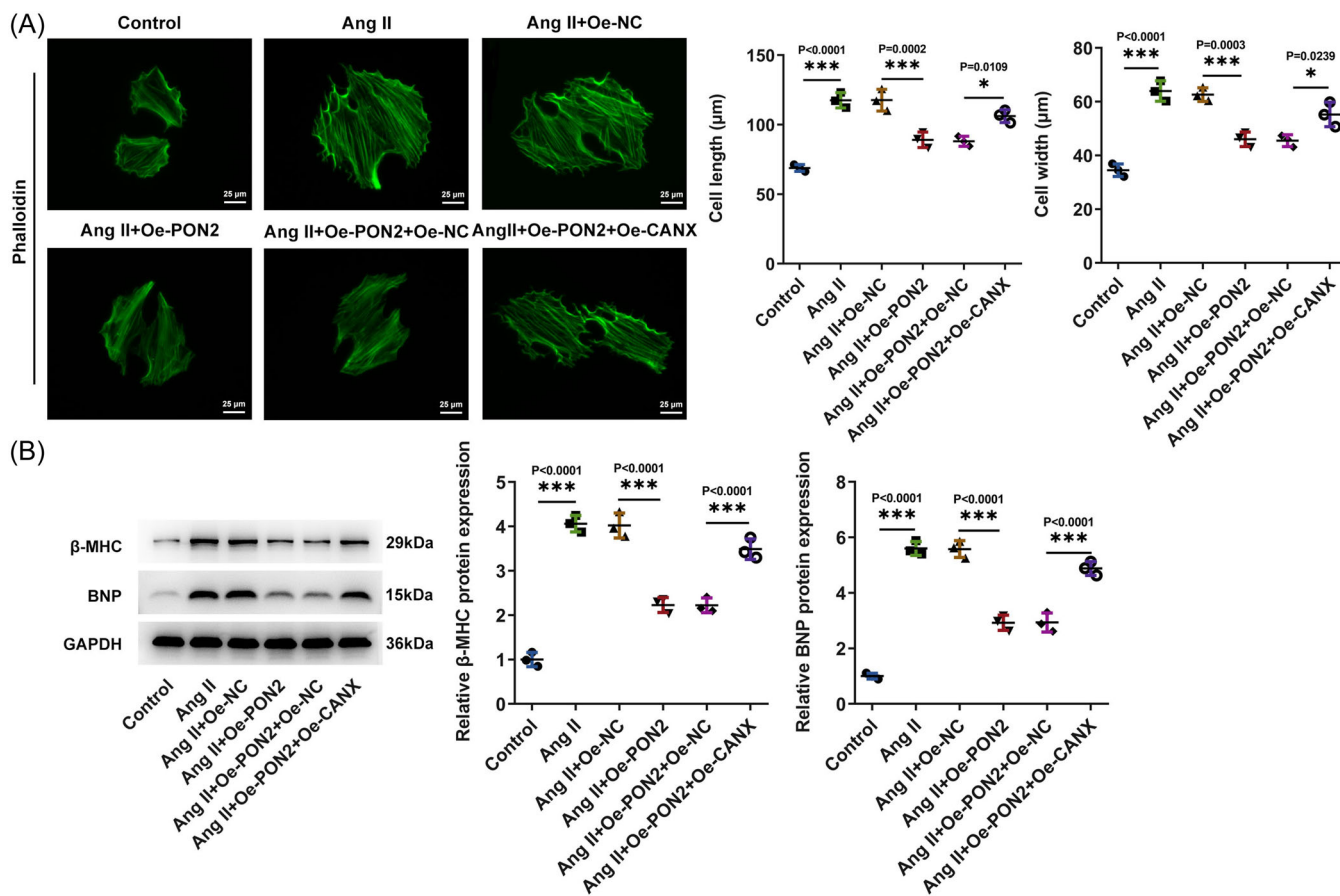 (A)
Control
Ang II
Ang II+Oe-NC
Phalloidin
25 μm
25 μm
25 μm
Ang II+Oe-PON2
Ang II+Oe-PON2+Oe-NC
AngII+Oe-PON2+Oe-CANX
25 μm
25 μm
25 μm
Cell length (μm)
150
100
50
0
P<0.0001
***
P=0.0002
***
P=0.0109
*
Control
Ang II
Ang II+Oe-NC
Ang II+Oe-PON2
Ang II+Oe-PON2+Oe-NC
Ang II+Oe-PON2+Oe-CANX
Cell width (μm)
80
60
40
20
0
P<0.0001
***
P=0.0003
***
P=0.0239
*
Control
Ang II
Ang II+Oe-NC
Ang II+Oe-PON2
Ang II+Oe-PON2+Oe-NC
Ang II+Oe-PON2+Oe-CANX
(B)
β-MHC
29kDa
BNP
15kDa
GAPDH
36kDa
Control
Ang II
Ang II+Oe-NC
Ang II+Oe-PON2
Ang II+Oe-PON2+Oe-NC
Ang II+Oe-PON2+Oe-CANX
Relative β-MHC protein expression
5
4
3
2
1
0
P<0.0001
***
P<0.0001
***
P<0.0001
***
Control
Ang II
Ang II+Oe-NC
Ang II+Oe-PON2
Ang II+Oe-PON2+Oe-NC
Ang II+Oe-PON2+Oe-CANX
Relative BNP protein expression
8
6
4
2
0
P<0.0001
***
P<0.0001
***
P<0.0001
***
Control
Ang II
Ang II+Oe-NC
Ang II+Oe-PON2
Ang II+Oe-PON2+Oe-NC
Ang II+Oe-PON2+Oe-CANX